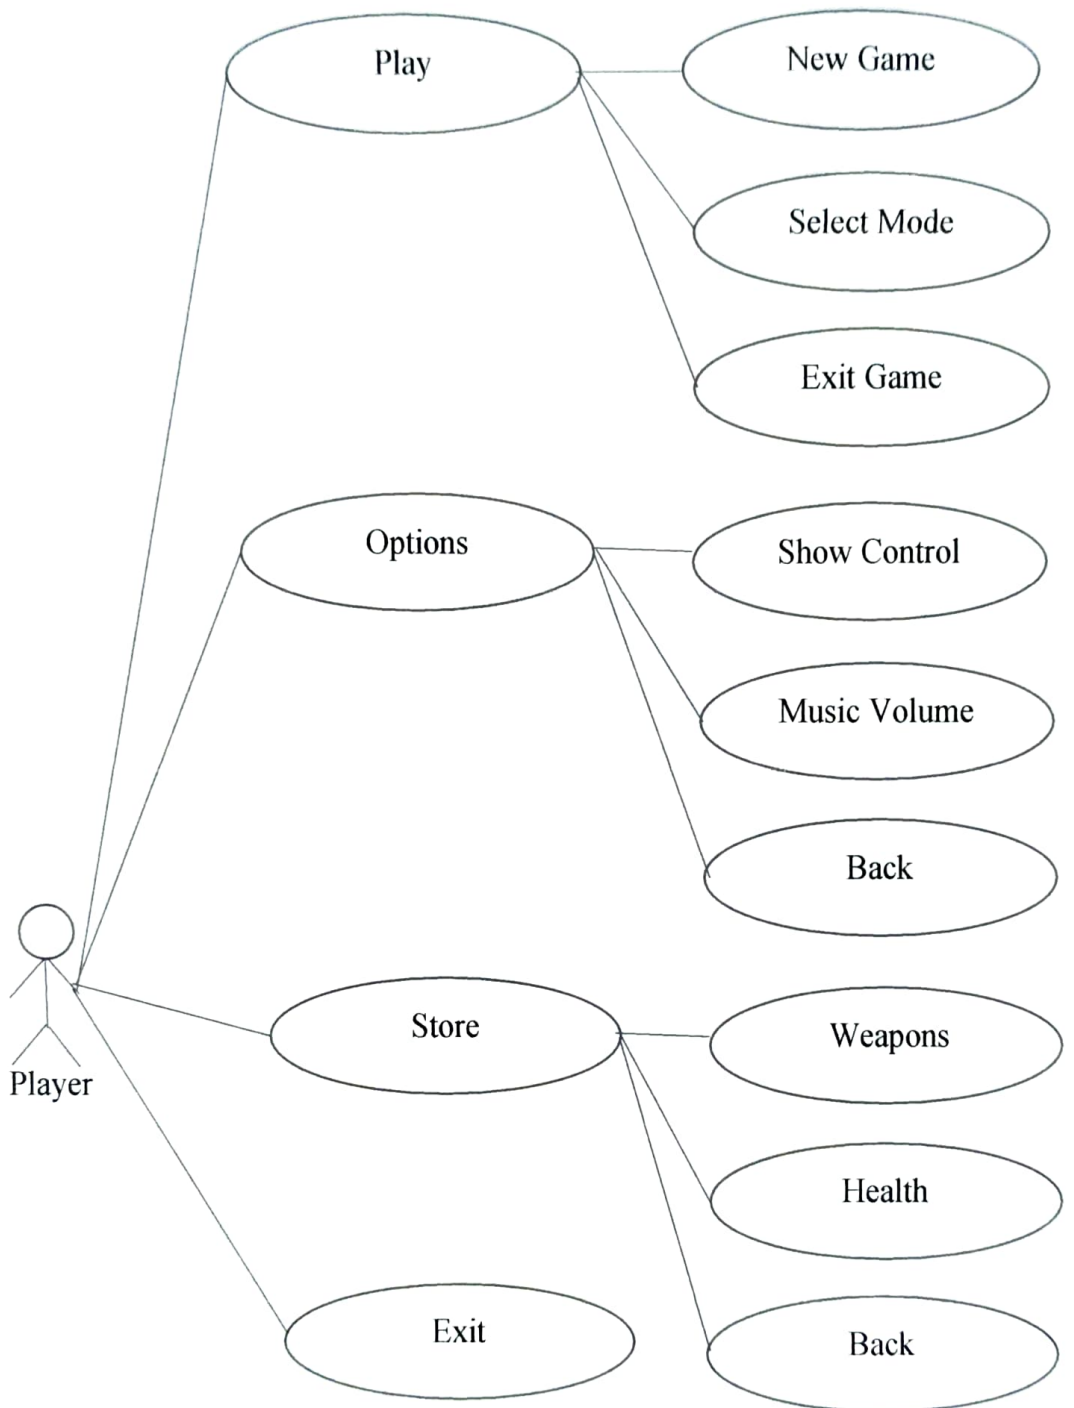 Play
New Game
Select Mode
Exit Game
Options
Show Control
Music Volume
Back
Player
Store
Weapons
Health
Back
Exit